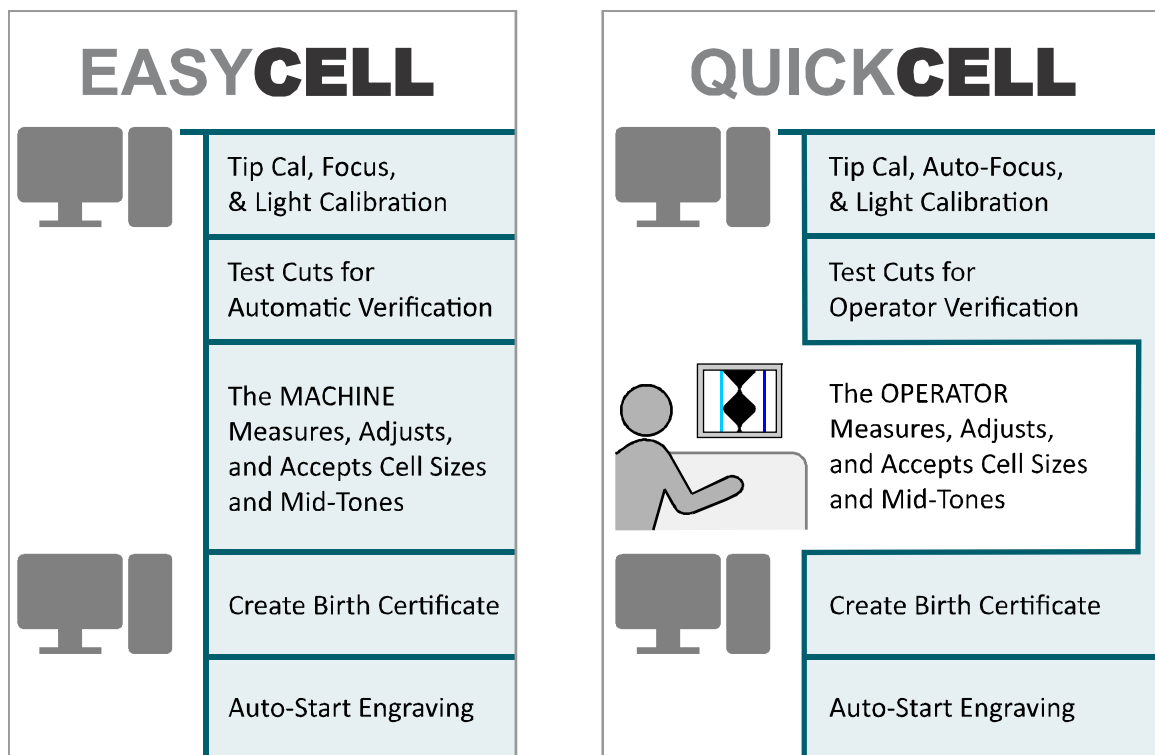 EASYCELL
Tip Cal, Focus,
& Light Calibration
Test Cuts for
Automatic Verification
The MACHINE
Measures, Adjusts,
and Accepts Cell Sizes
and Mid-Tones
Create Birth Certificate
Auto-Start Engraving
QUICKCELL
Tip Cal, Auto-Focus,
& Light Calibration
Test Cuts for
Operator Verification
The OPERATOR
Measures, Adjusts,
and Accepts Cell Sizes
and Mid-Tones
Create Birth Certificate
Auto-Start Engraving